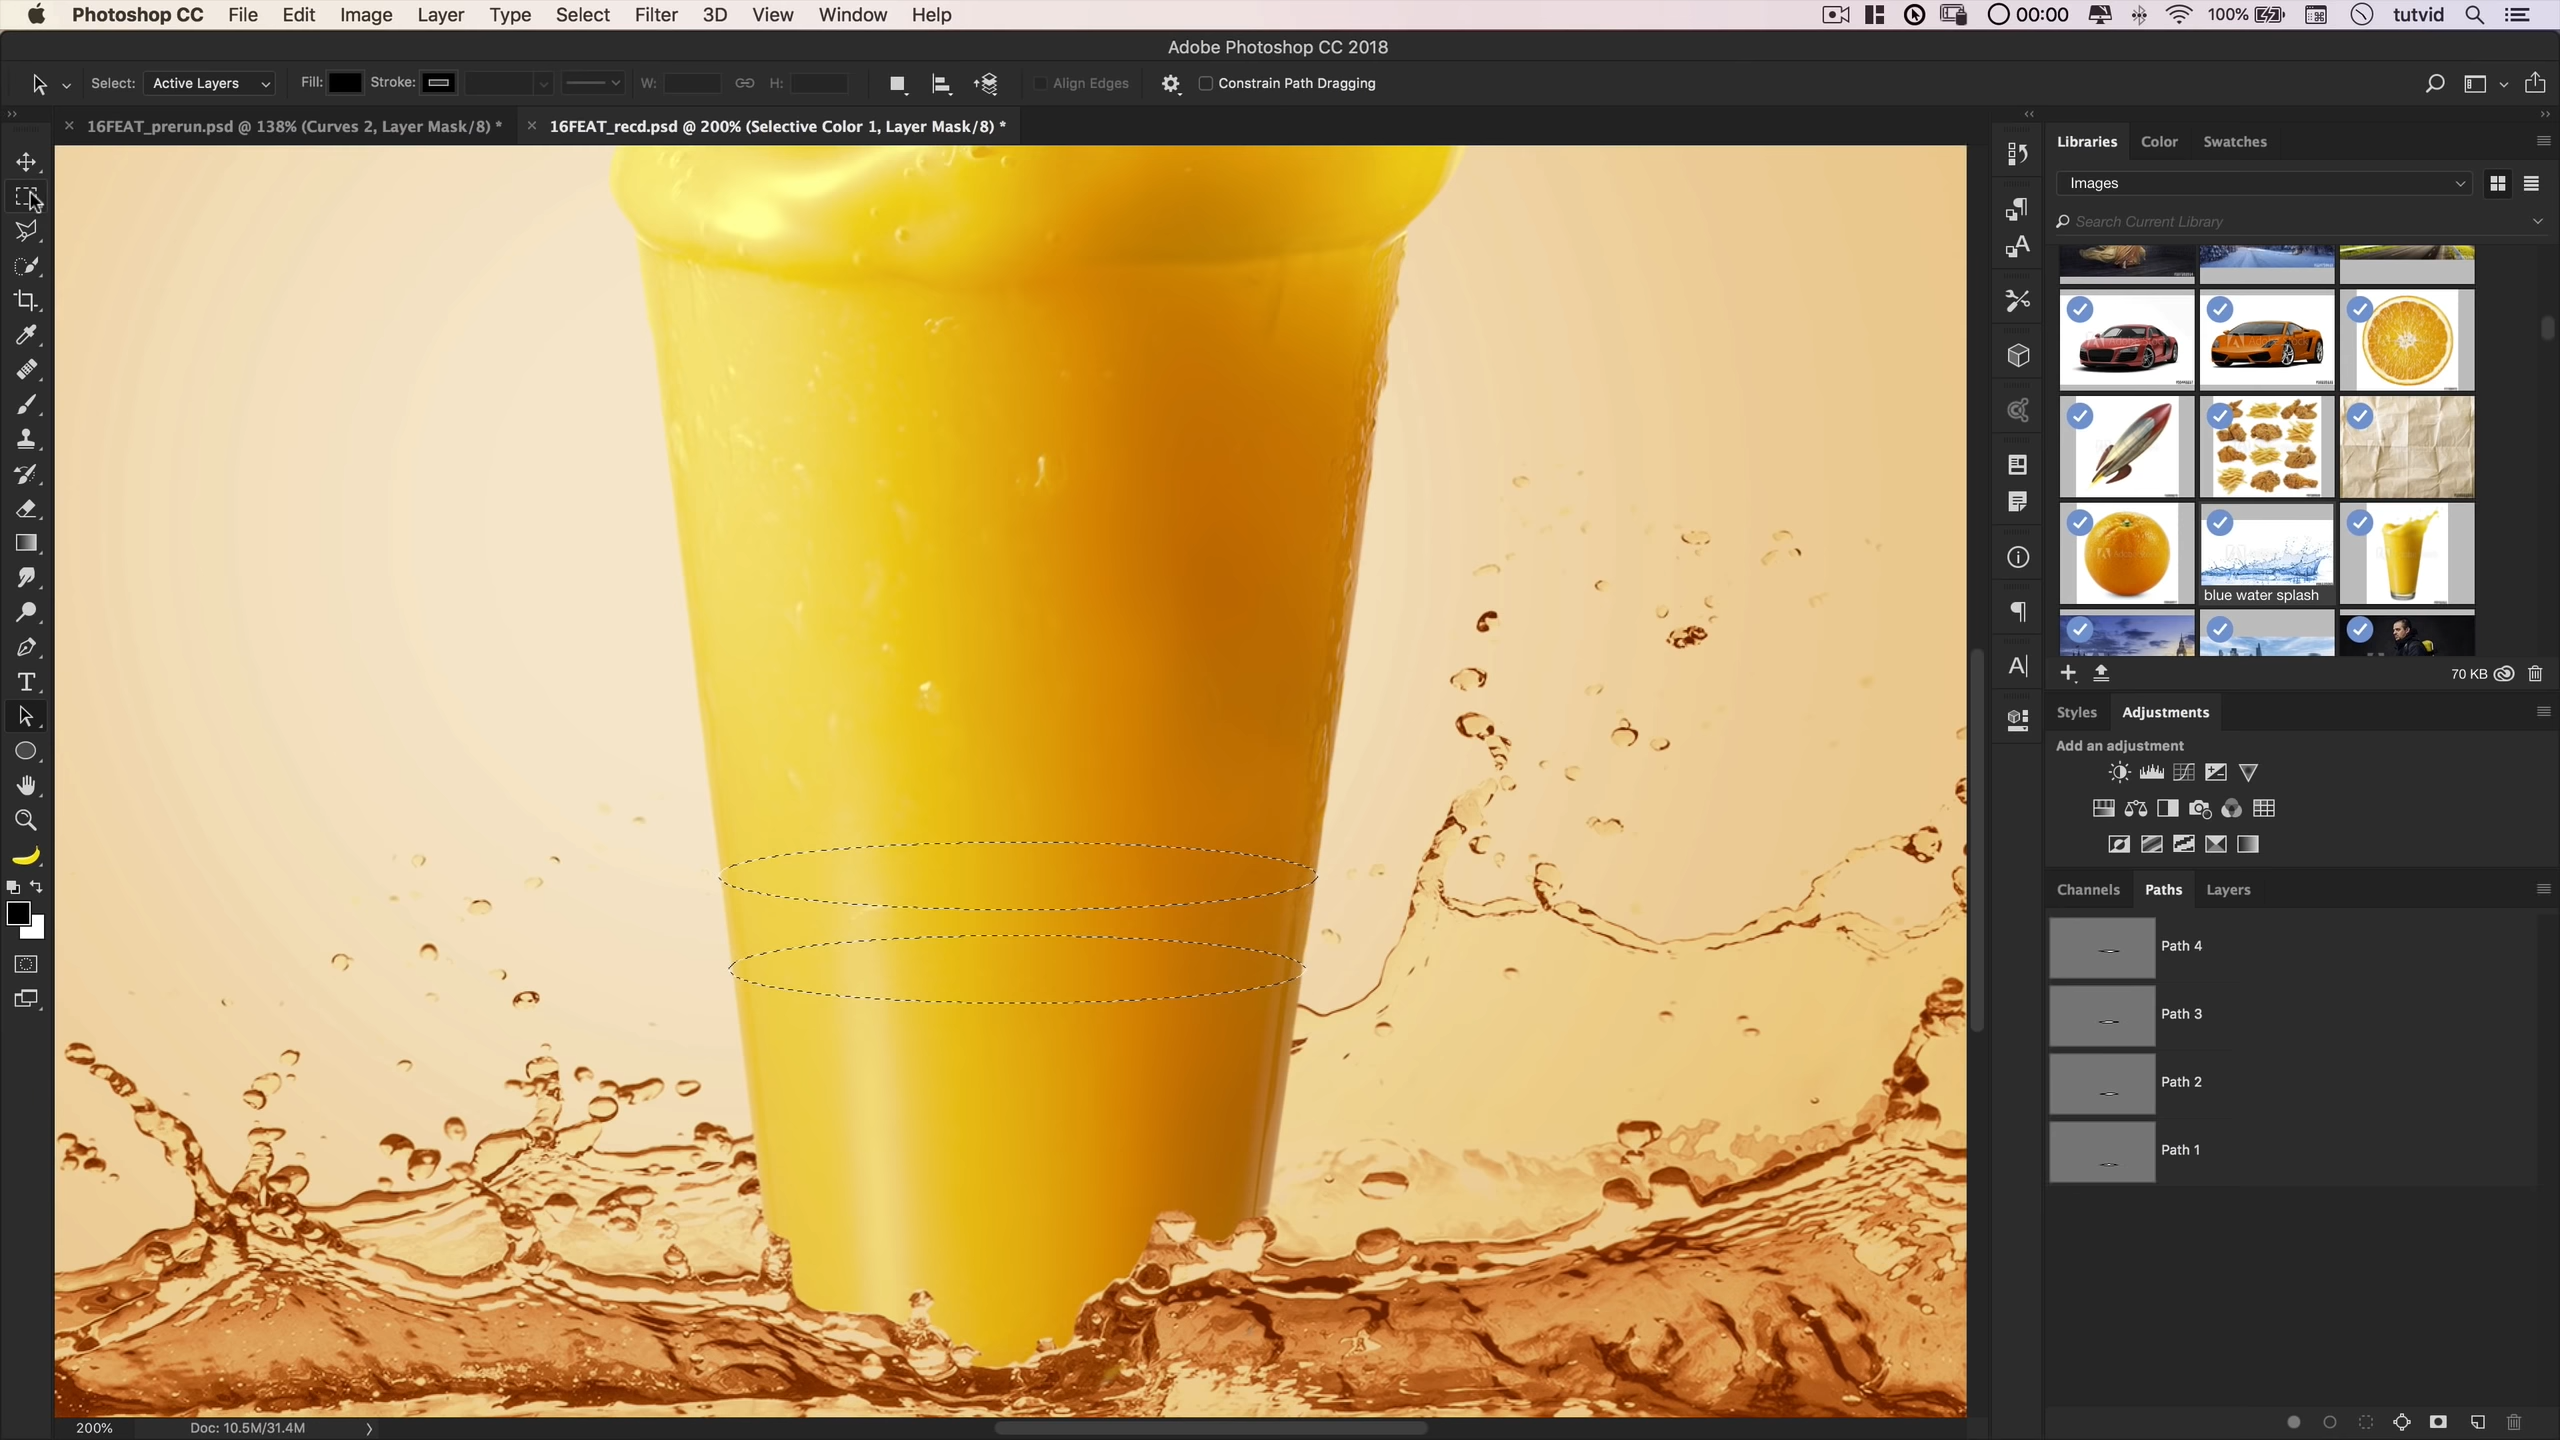 Photoshop CC File Edit Image Layer Type Select Filter 3D View Window Help 00:00 100% tutvid
Adobe Photoshop CC 2018
Select: Active Layers Fill: Stroke: W: H: Align Edges Constrain Path Dragging
16FEAT_prerun.psd @ 138% (Curves 2, Layer Mask/8) * 16FEAT_recd.psd @ 200% (Selective Color 1, Layer Mask/8) *
Libraries Color Swatches
Images
Search Current Library
blue water splash
70 KB
Styles Adjustments
Add an adjustment
Channels Paths Layers
Path 4
Path 3
Path 2
Path 1
200% Doc: 10.5M/31.4M